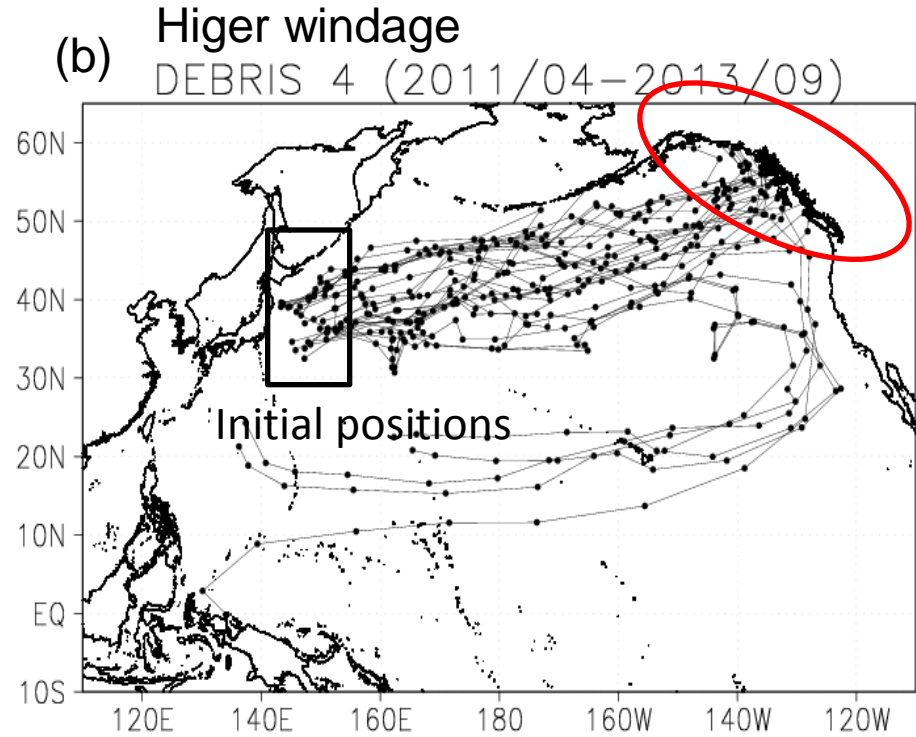 (b) Higer windage
DEBRIS 4 (2011/04−2013/09)
60N
50N
40N
30N
Initial positions
20N
10N
EQ
10S
120E 140E 160E 180 160W 140W 120W